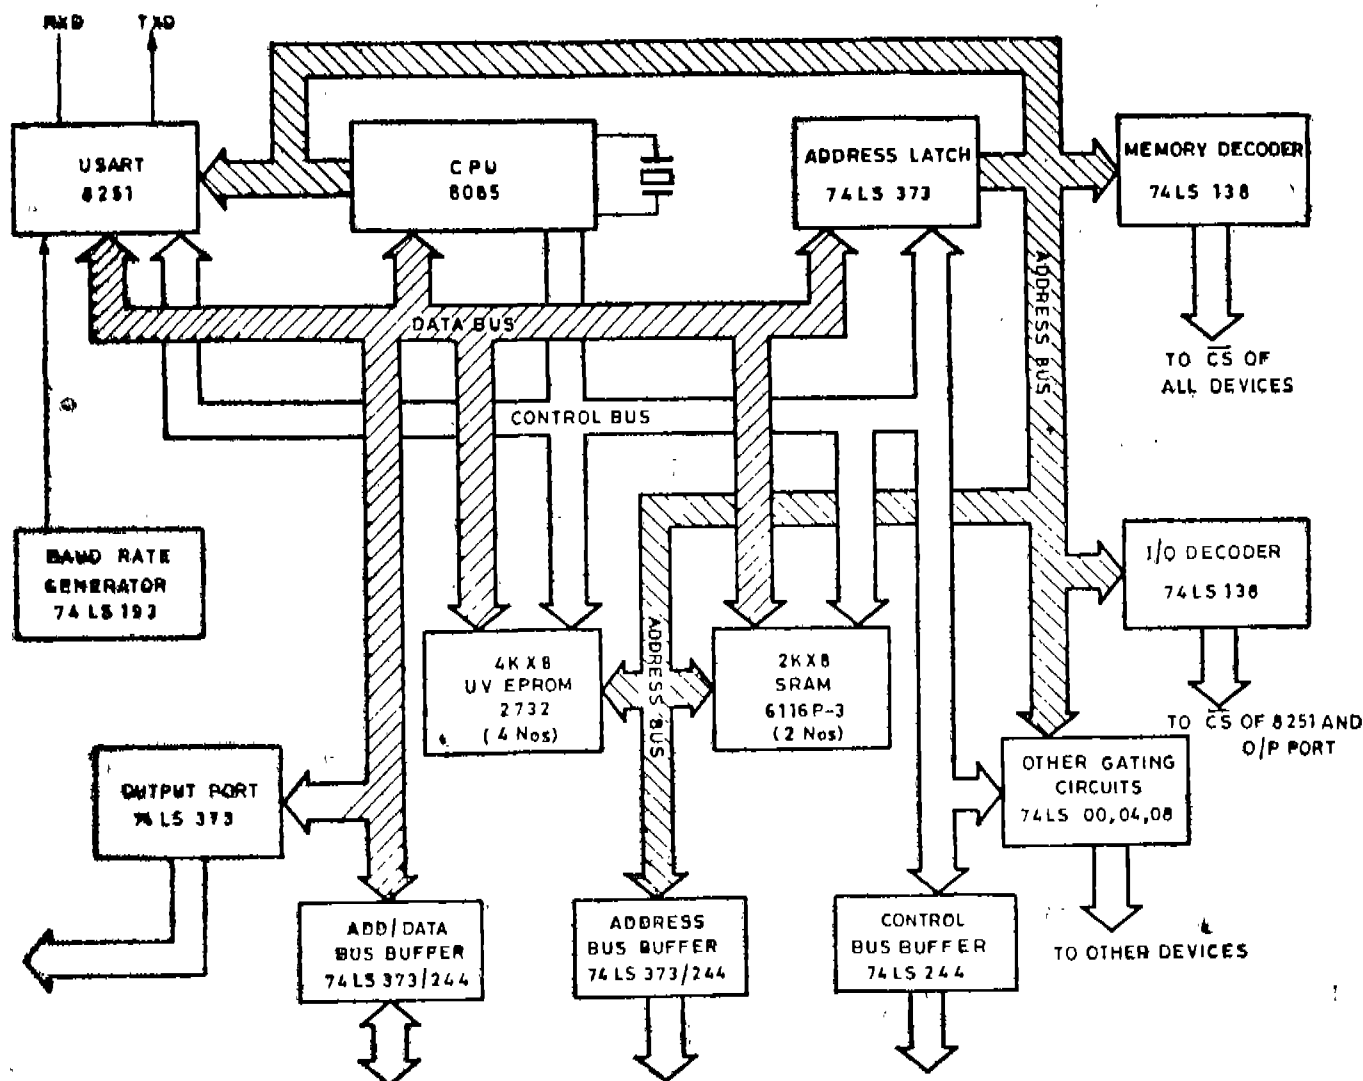 RXD
TXD
USART
8251
CPU
8085
ADDRESS LATCH
74LS 373
MEMORY DECODER
74LS 138
DATA BUS
ADDRESS BUS
TO CS OF
ALL DEVICES
CONTROL BUS
BAUD RATE
GENERATOR
74 LS 193
I/O DECODER
74LS 138
4K X 8
UV EPROM
2732
(4 Nos)
ADDRESS BUS
2K X 8
SRAM
6116P-3
(2 Nos)
TO CS OF 8251 AND
O/P PORT
OUTPUT PORT
74 LS 373
OTHER GATING
CIRCUITS
74LS 00,04,08
ADD/DATA
BUS BUFFER
74 LS 373/244
ADDRESS
BUS BUFFER
74 LS 373/244
CONTROL
BUS BUFFER
74 LS 244
TO OTHER DEVICES